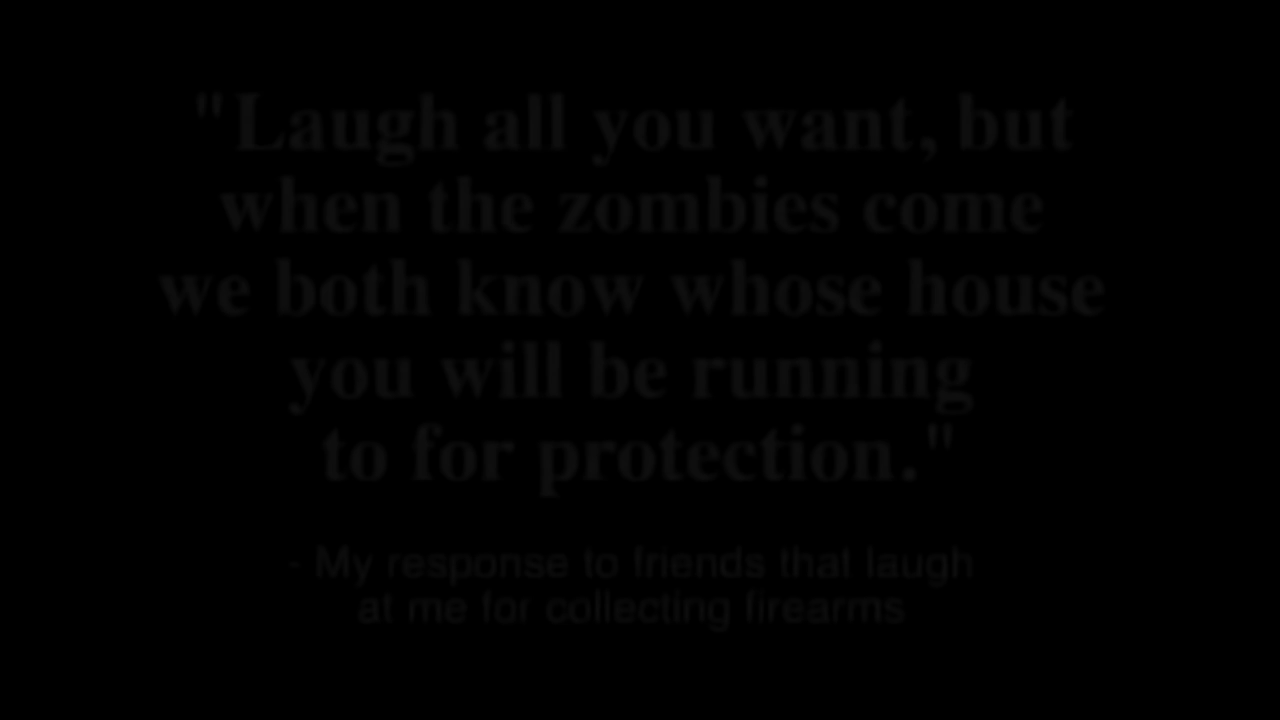 "Laugh all you want, but
when the zombies come
we both know whose house
you will be running
to for protection."
- My response to friends that laugh
at me for collecting firearms